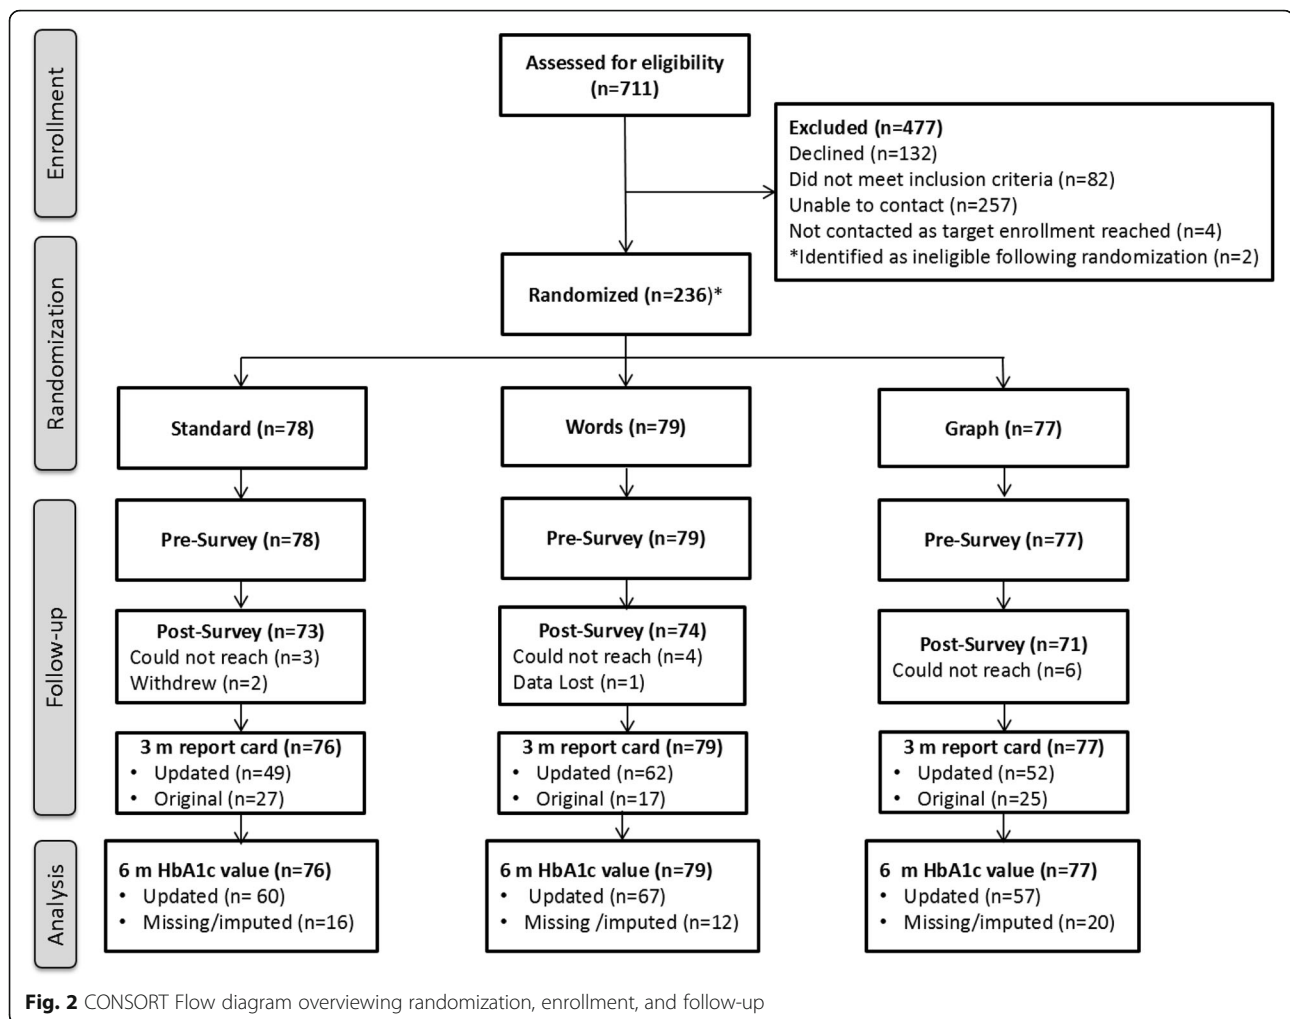 Enrollment
Assessed for eligibility
(n=711)
Excluded (n=477)
Declined (n=132)
Did not meet inclusion criteria (n=82)
Unable to contact (n=257)
Not contacted as target enrollment reached (n=4)
*Identified as ineligible following randomization (n=2)
Randomization
Randomized (n=236)*
Standard (n=78)
Words (n=79)
Graph (n=77)
Follow-up
Pre-Survey (n=78)
Pre-Survey (n=79)
Pre-Survey (n=77)
Post-Survey (n=73)
Could not reach (n=3)
Withdrew (n=2)
Post-Survey (n=74)
Could not reach (n=4)
Data Lost (n=1)
Post-Survey (n=71)
Could not reach (n=6)
3 m report card (n=76)
• Updated (n=49)
• Original (n=27)
3 m report card (n=79)
• Updated (n=62)
• Original (n=17)
3 m report card (n=77)
• Updated (n=52)
• Original (n=25)
Analysis
6 m HbA1c value (n=76)
• Updated (n= 60)
• Missing/imputed (n=16)
6 m HbA1c value (n=79)
• Updated (n=67)
• Missing /imputed (n=12)
6 m HbA1c value (n=77)
• Updated (n=57)
• Missing/imputed (n=20)
Fig. 2 CONSORT Flow diagram overviewing randomization, enrollment, and follow-up